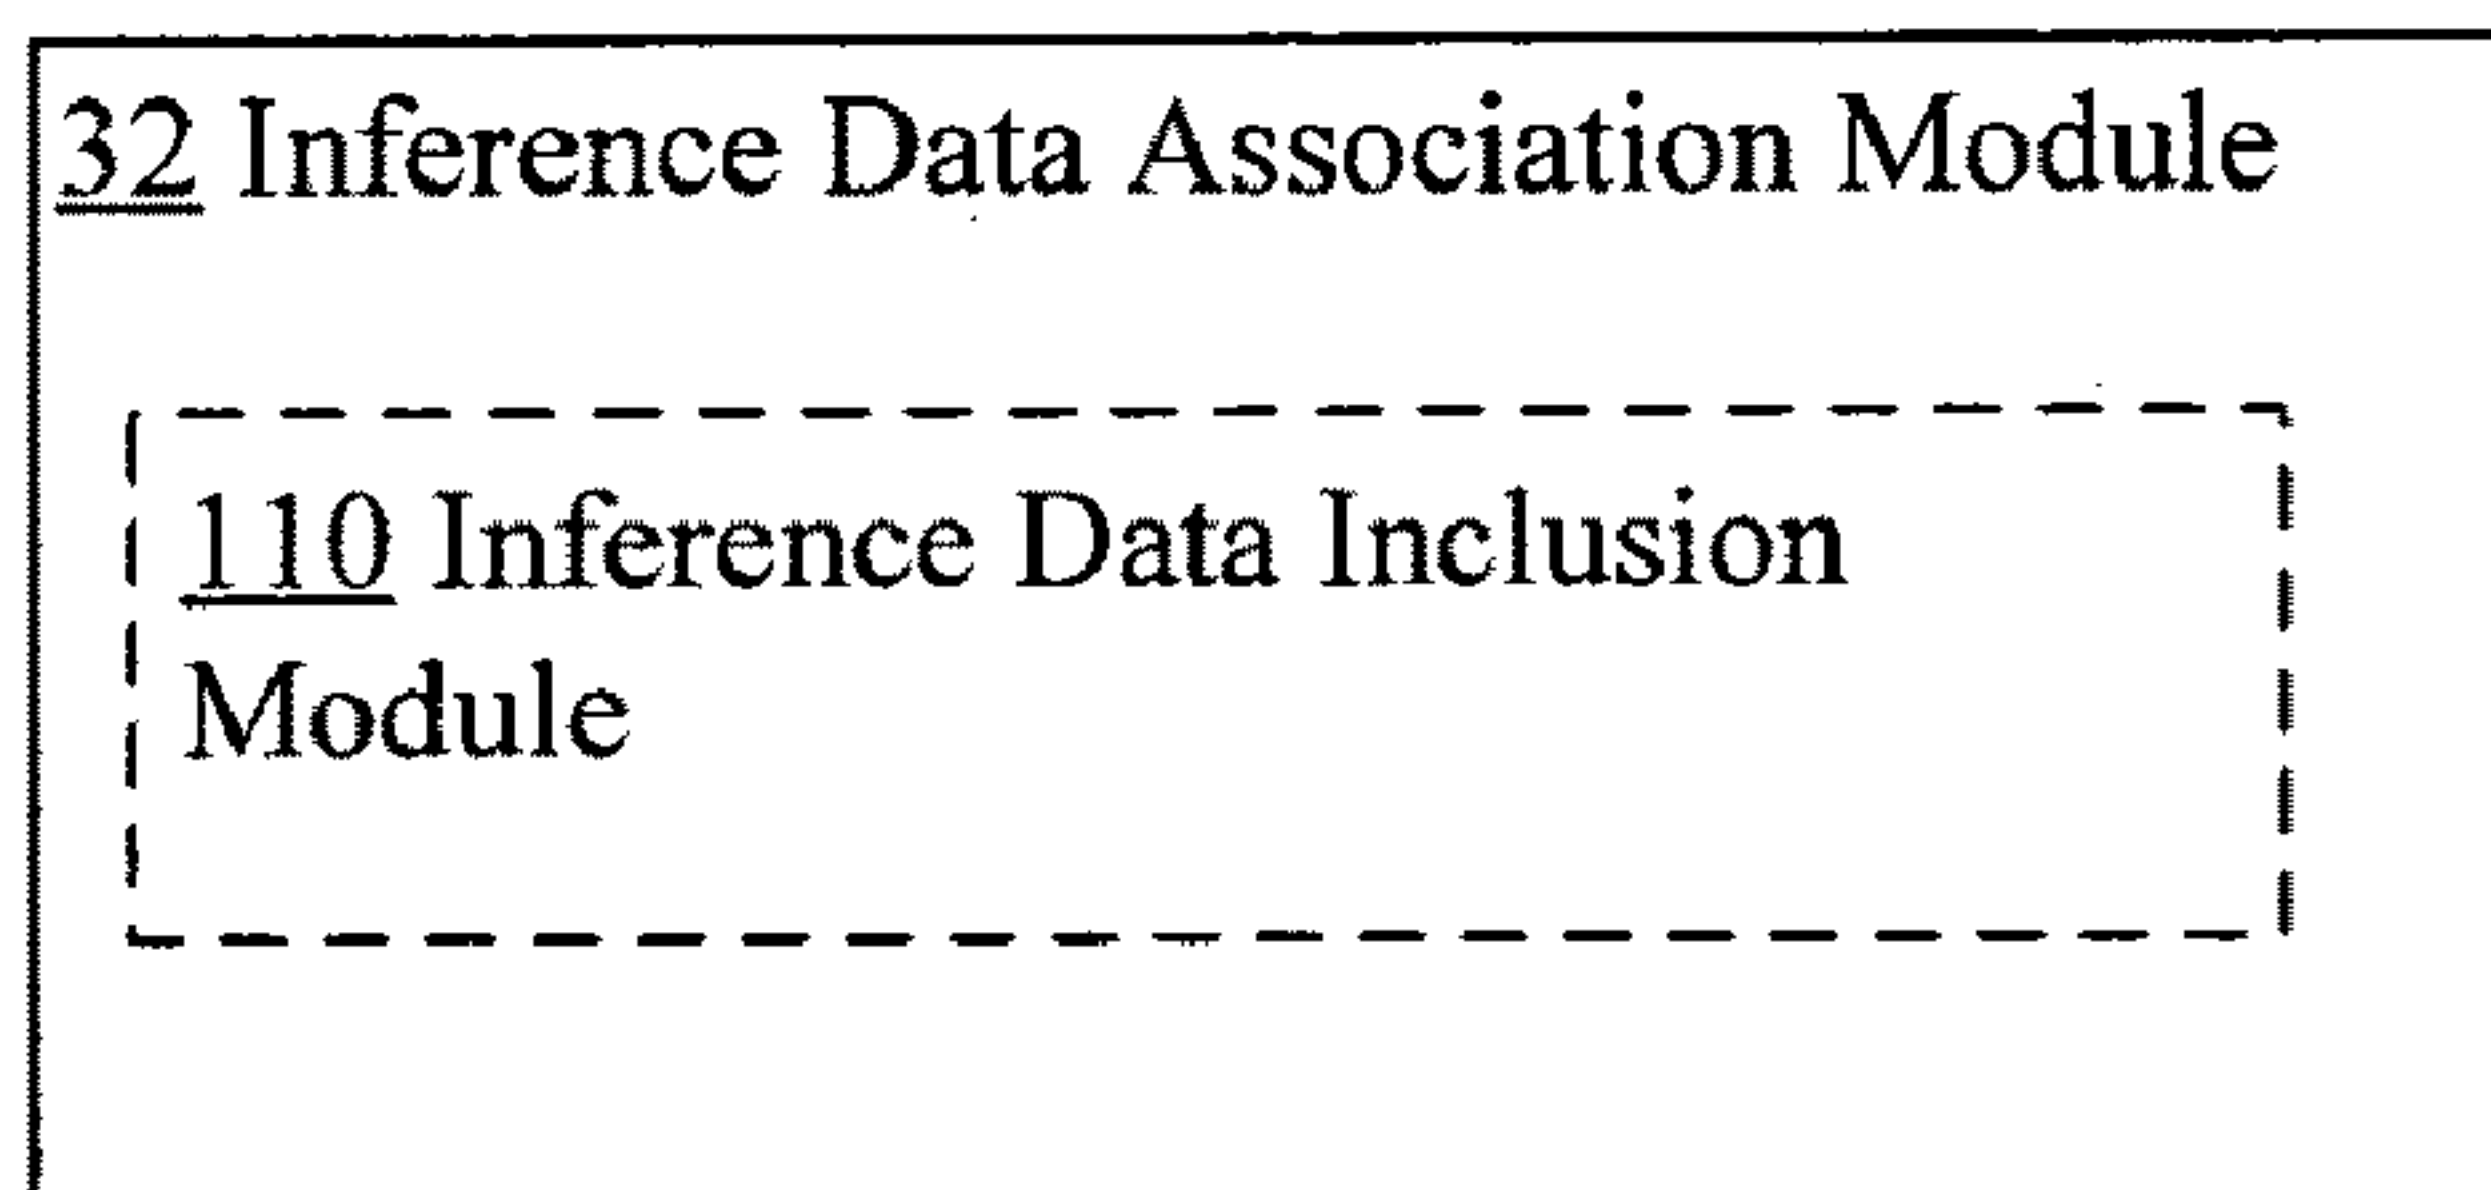 32 Inference Data Association Module
110 Inference Data Inclusion
Module